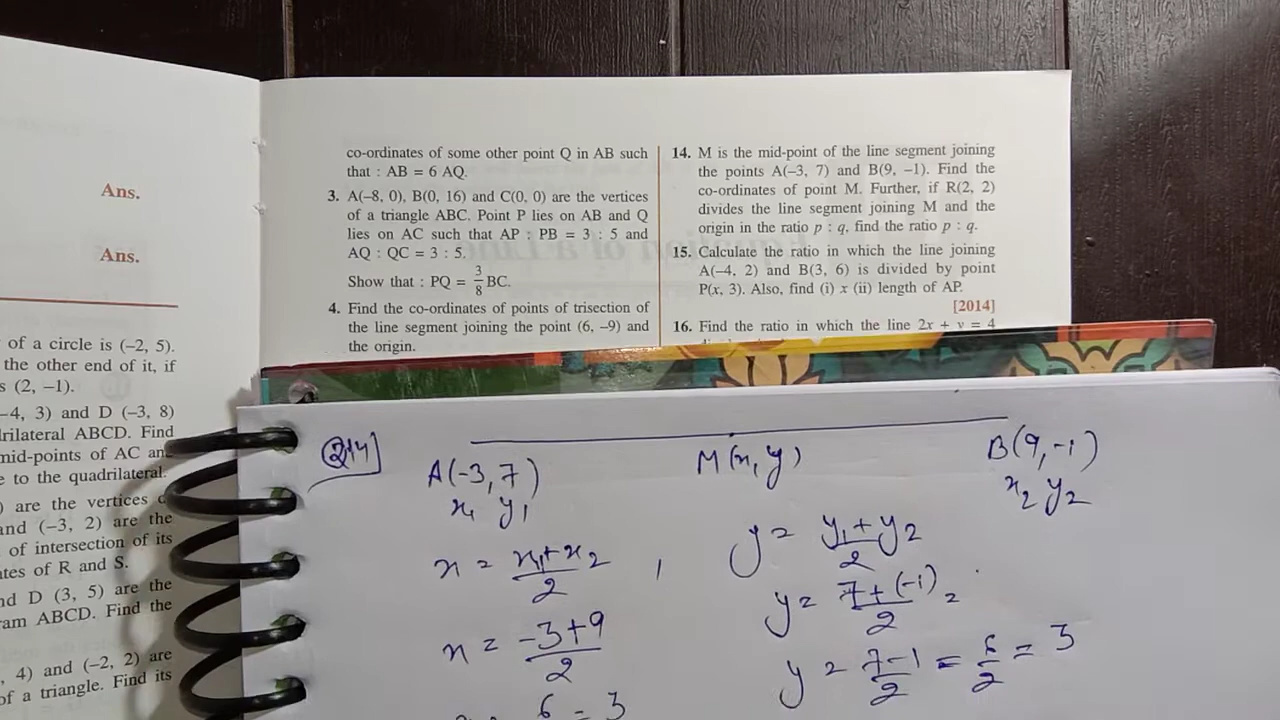 Ans.
Ans.
of a circle is (−2, 5).
the other end of it, if
(2, −1).
−4, 3) and D (−3, 8)
ABCD. Find
mid-points of AC
to the quadrilateral.
are the vertices
and (−3, 2) are the
of intersection of its
of R and S.
D (3, 5) are the
ABCD. Find the
4) and (−2, 2) are
of a triangle. Find its
co-ordinates of some other point Q in AB such
that : AB = 6 AQ.
3. A(−8, 0), B(0, 16) and C(0, 0) are the vertices
of a triangle ABC. Point P lies on AB and Q
lies on AC such that AP : PB = 3 : 5 and
AQ : QC = 3 : 5.
Show that : PQ = 3/8 BC.
4. Find the co-ordinates of points of trisection of
the line segment joining the point (6, −9) and
the origin.
14. M is the mid-point of the line segment joining
the points A(−3, 7) and B(9, −1). Find the
co-ordinates of point M. Further, if R(2, 2)
divides the line segment joining M and the
origin in the ratio p : q, find the ratio p : q.
15. Calculate the ratio in which the line joining
A(−4, 2) and B(3, 6) is divided by point
P(x, 3). Also, find (i) x (ii) length of AP.
[2014]
16. Find the ratio in which the line 2x + y = 4
Q14
A(-3, 7) M(x, y) B(9, -1)
x₁ y₁ x₂ y₂
x = x₁+x₂/2 , y = y₁+y₂/2
x = -3+9/2 y = 7+(-1)/2 =
y = 7-1/2 = 6/2 = 3
6 = 3